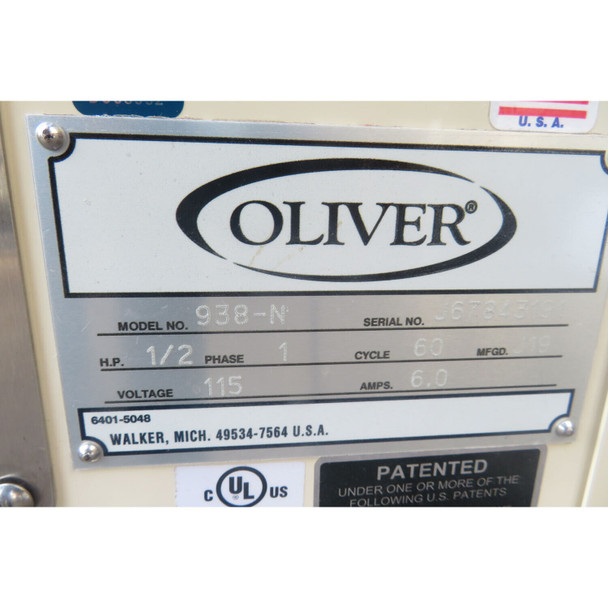 U. S. A.
OLIVER®
MODEL NO. 938-N SERIAL NO.
H.P. 1/2 PHASE 1 CYCLE 60 MFGD. J19
VOLTAGE 115 AMPS. 6.0
6401-5048
WALKER, MICH. 49534-7564 U.S.A.
C UL US
PATENTED
UNDER ONE OR MORE OF THE
FOLLOWING U.S. PATENTS